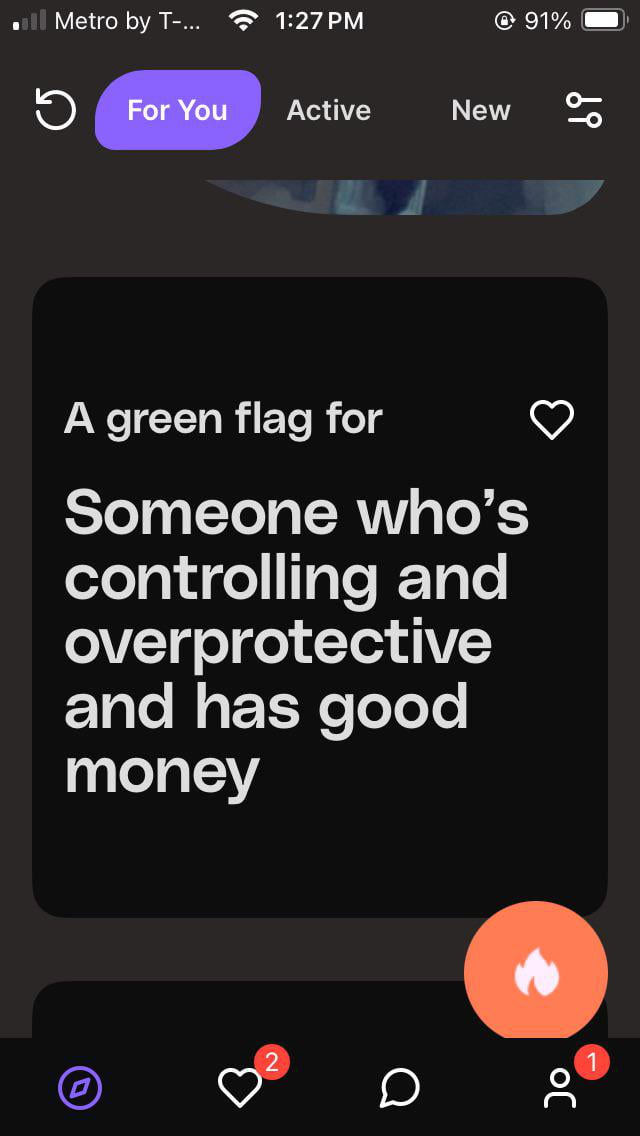 Metro by T-...
1:27 PM
91%
For You
Active
New
A green flag for
Someone who’s
controlling and
overprotective
and has good
money
2
1